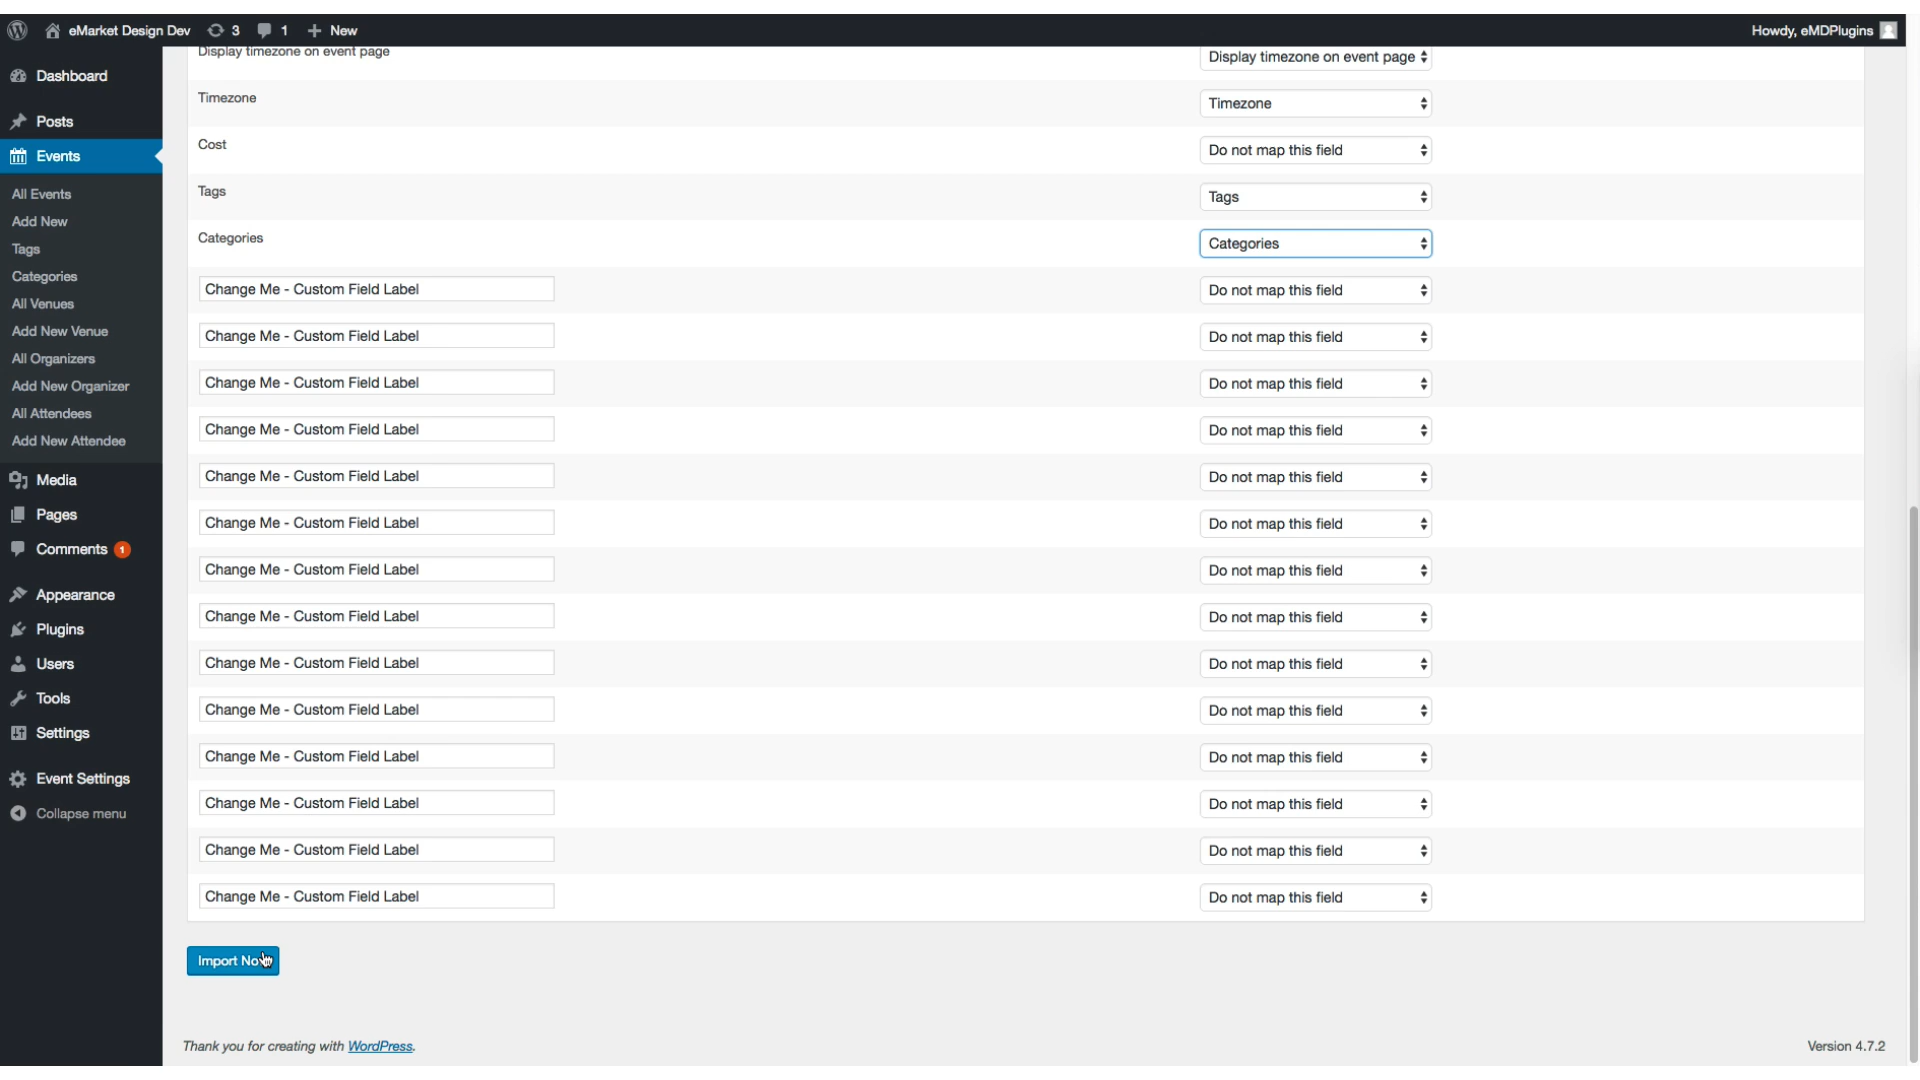 eMarket Design Dev 3 1 New Howdy, eMDPlugins
Dashboard
Posts
Events
All Events
Add New
Tags
Categories
All Venues
Add New Venue
All Organizers
Add New Organizer
All Attendees
Add New Attendee
Media
Pages
Comments 1
Appearance
Plugins
Users
Tools
Settings
Event Settings
Collapse menu
Display timezone on event page Display timezone on event page
Timezone Timezone
Cost Do not map this field
Tags Tags
Categories Categories
Change Me - Custom Field Label Do not map this field
Change Me - Custom Field Label Do not map this field
Change Me - Custom Field Label Do not map this field
Change Me - Custom Field Label Do not map this field
Change Me - Custom Field Label Do not map this field
Change Me - Custom Field Label Do not map this field
Change Me - Custom Field Label Do not map this field
Change Me - Custom Field Label Do not map this field
Change Me - Custom Field Label Do not map this field
Change Me - Custom Field Label Do not map this field
Change Me - Custom Field Label Do not map this field
Change Me - Custom Field Label Do not map this field
Change Me - Custom Field Label Do not map this field
Change Me - Custom Field Label Do not map this field
Import Now
Thank you for creating with WordPress. Version 4.7.2